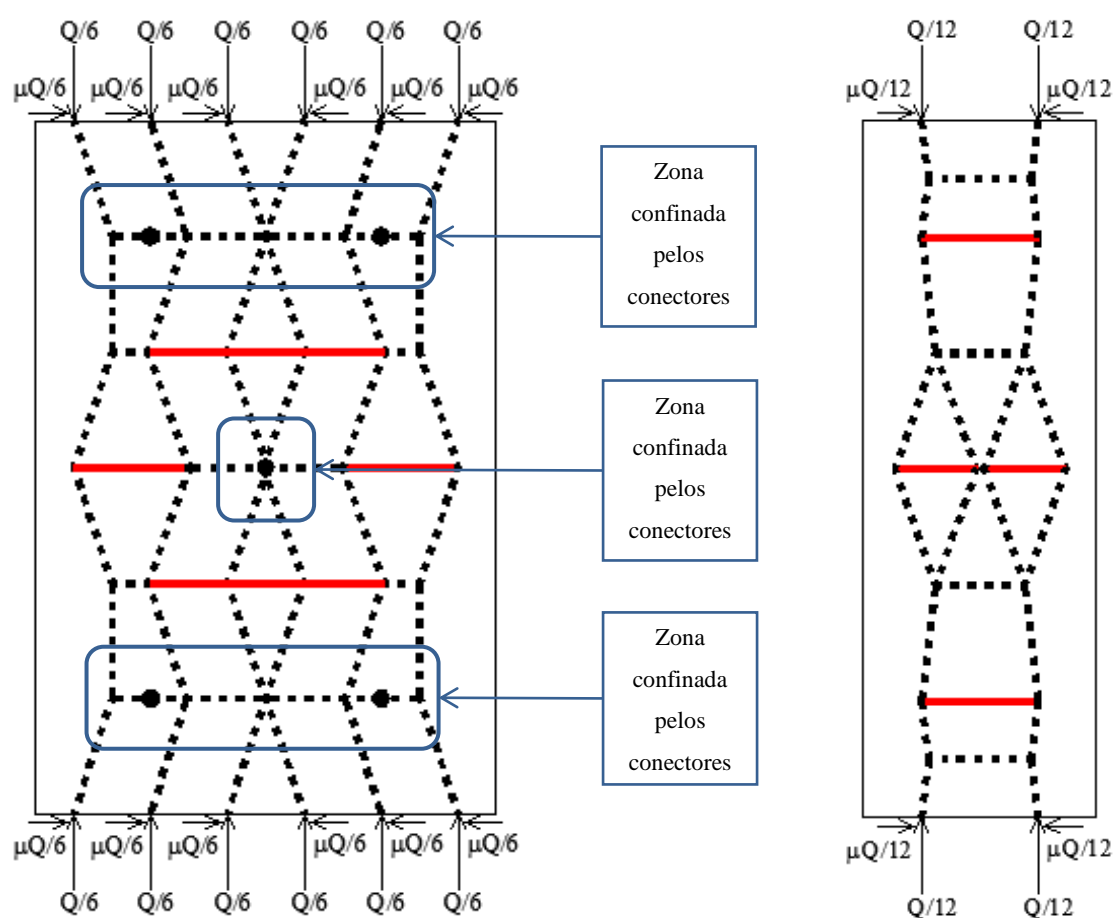 Q/6 Q/6 Q/6 Q/6 Q/6 Q/6
Q/12 Q/12
μQ/6 μQ/6 μQ/6 μQ/6 μQ/6 μQ/6
μQ/12 μQ/12
Zona
confinada
pelos
conectores
Zona
confinada
pelos
conectores
Zona
confinada
pelos
conectores
μQ/6 μQ/6 μQ/6 μQ/6 μQ/6 μQ/6
μQ/12 μQ/12
Q/6 Q/6 Q/6 Q/6 Q/6 Q/6
Q/12 Q/12